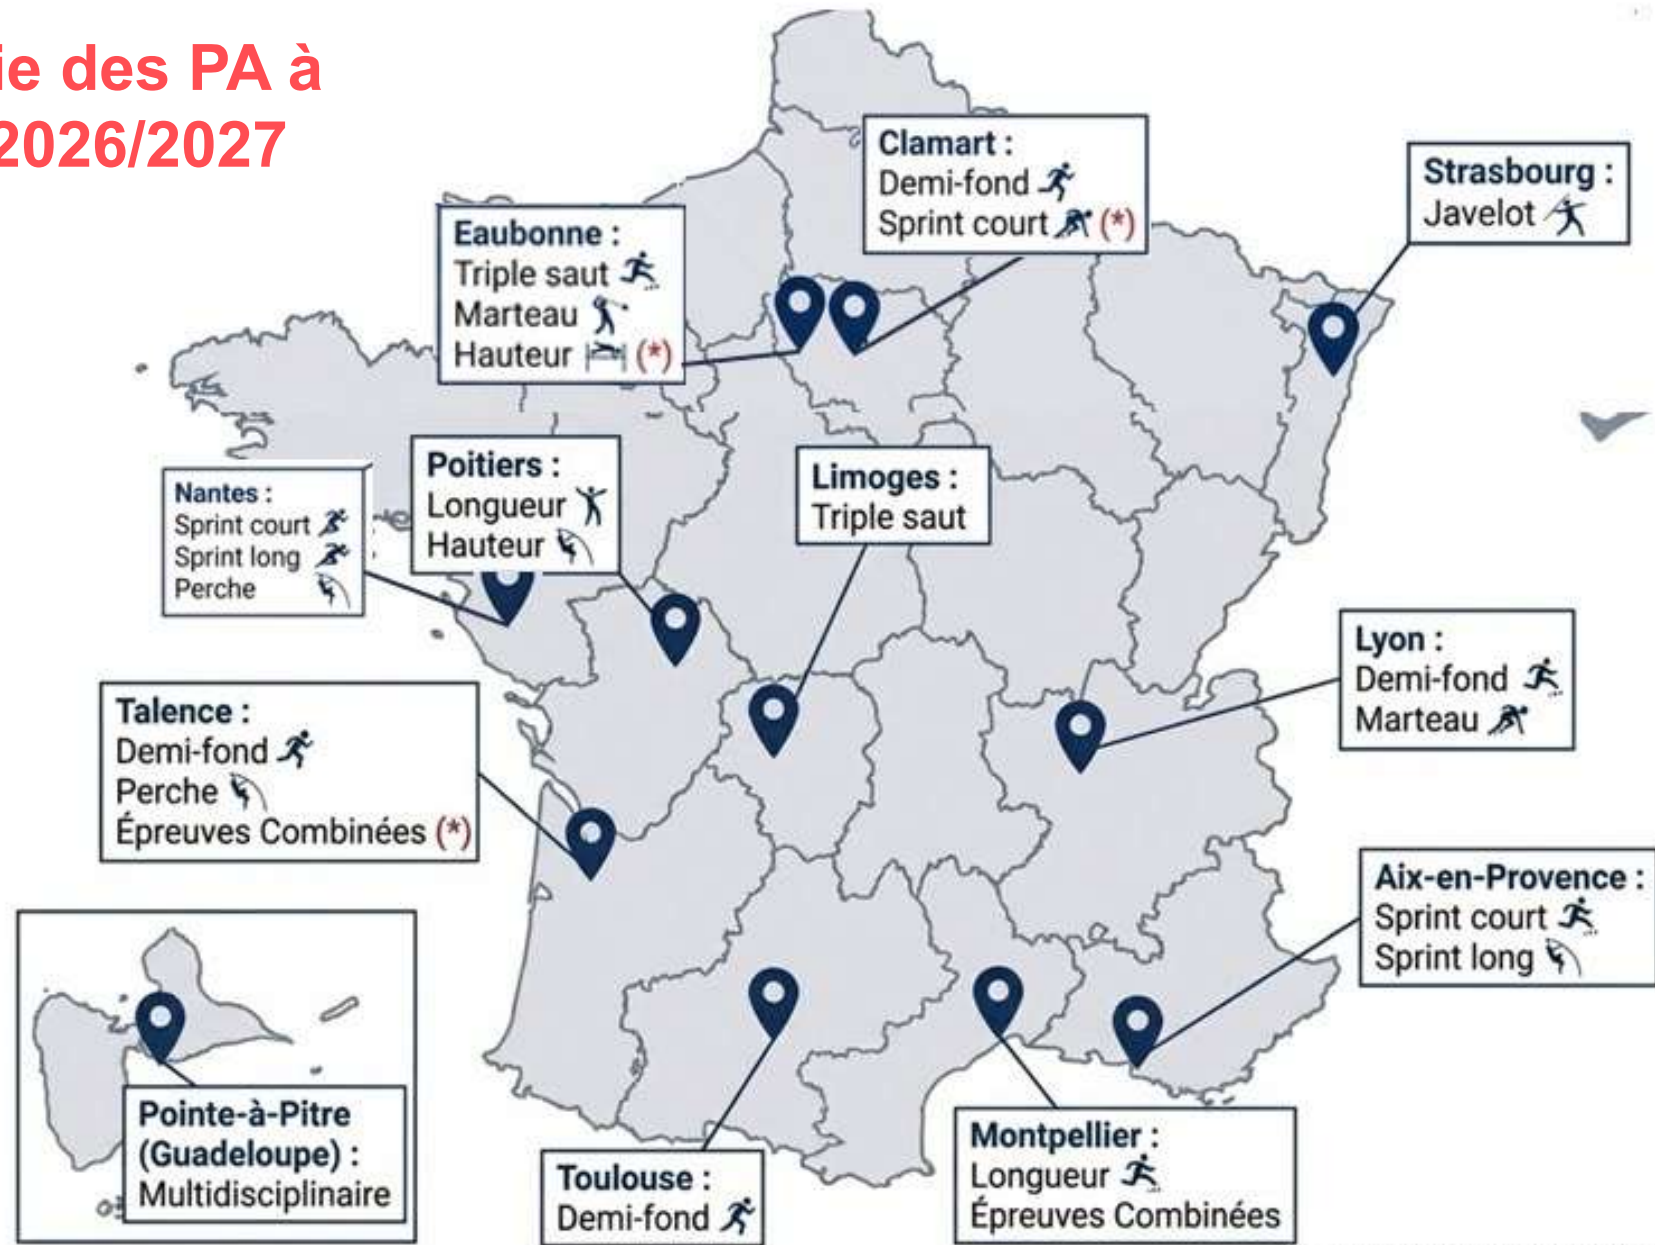 ie des PA à
2026/2027
Clamart :
Demi-fond
Sprint court (*)
Strasbourg :
Javelot
Eaubonne :
Triple saut
Marteau
Hauteur (*)
Poitiers :
Longueur
Hauteur
Limoges :
Triple saut
Nantes :
Sprint court
Sprint long
Perche
Lyon :
Demi-fond
Marteau
Talence :
Demi-fond
Perche
Épreuves Combinées (*)
Aix-en-Provence :
Sprint court
Sprint long
Pointe-à-Pitre
(Guadeloupe) :
Multidisciplinaire
Toulouse :
Demi-fond
Montpellier :
Longueur
Épreuves Combinées